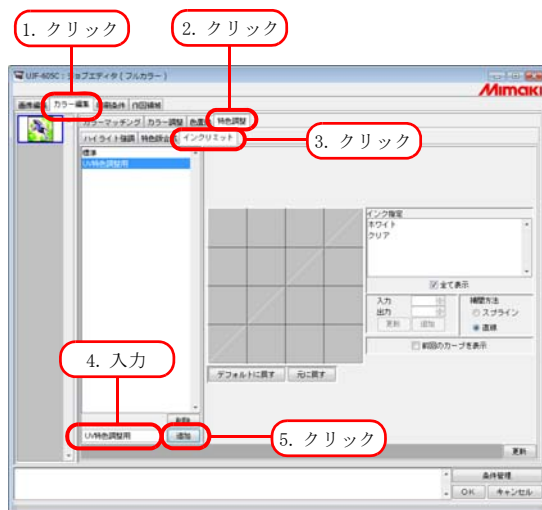 1. クリック
2. クリック
UJF-605C : ジョブエディタ ( フルカラー )
Mimaki
カラー編集 印刷条件 作図領域
カラーマッチング カラー調整 特色調整
ハイライト強調 インクリミット
3. クリック
標準
UV特色調整用
インク指定
ホワイト
クリア
全て表示
入力
出力
更新 追加
補間方法
スプライン
直線
前回のカーブを表示
デフォルトに戻す 元に戻す
4. 入力
削除
UV特色調整用 追加
5. クリック
更新
条件管理
OK キャンセル